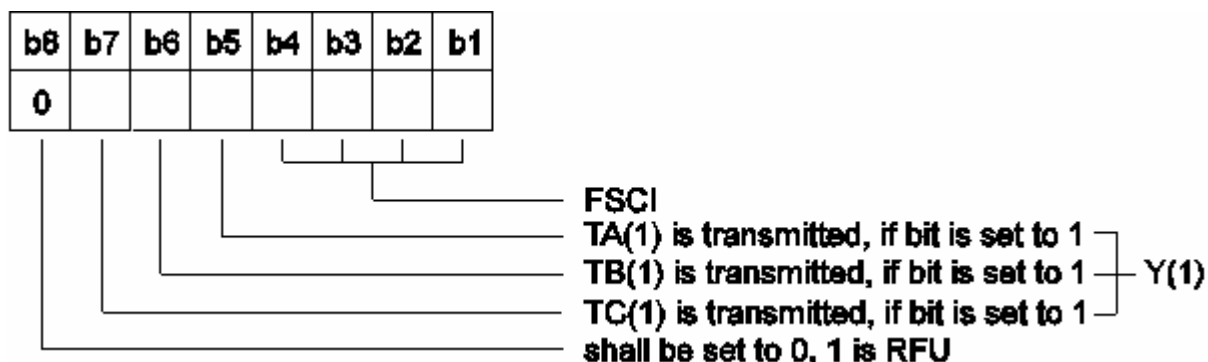 b8 b7 b6 b5 b4 b3 b2 b1
0
FSCI
TA(1) is transmitted, if bit is set to 1
TB(1) is transmitted, if bit is set to 1 Y(1)
TC(1) is transmitted, if bit is set to 1
shall be set to 0, 1 is RFU